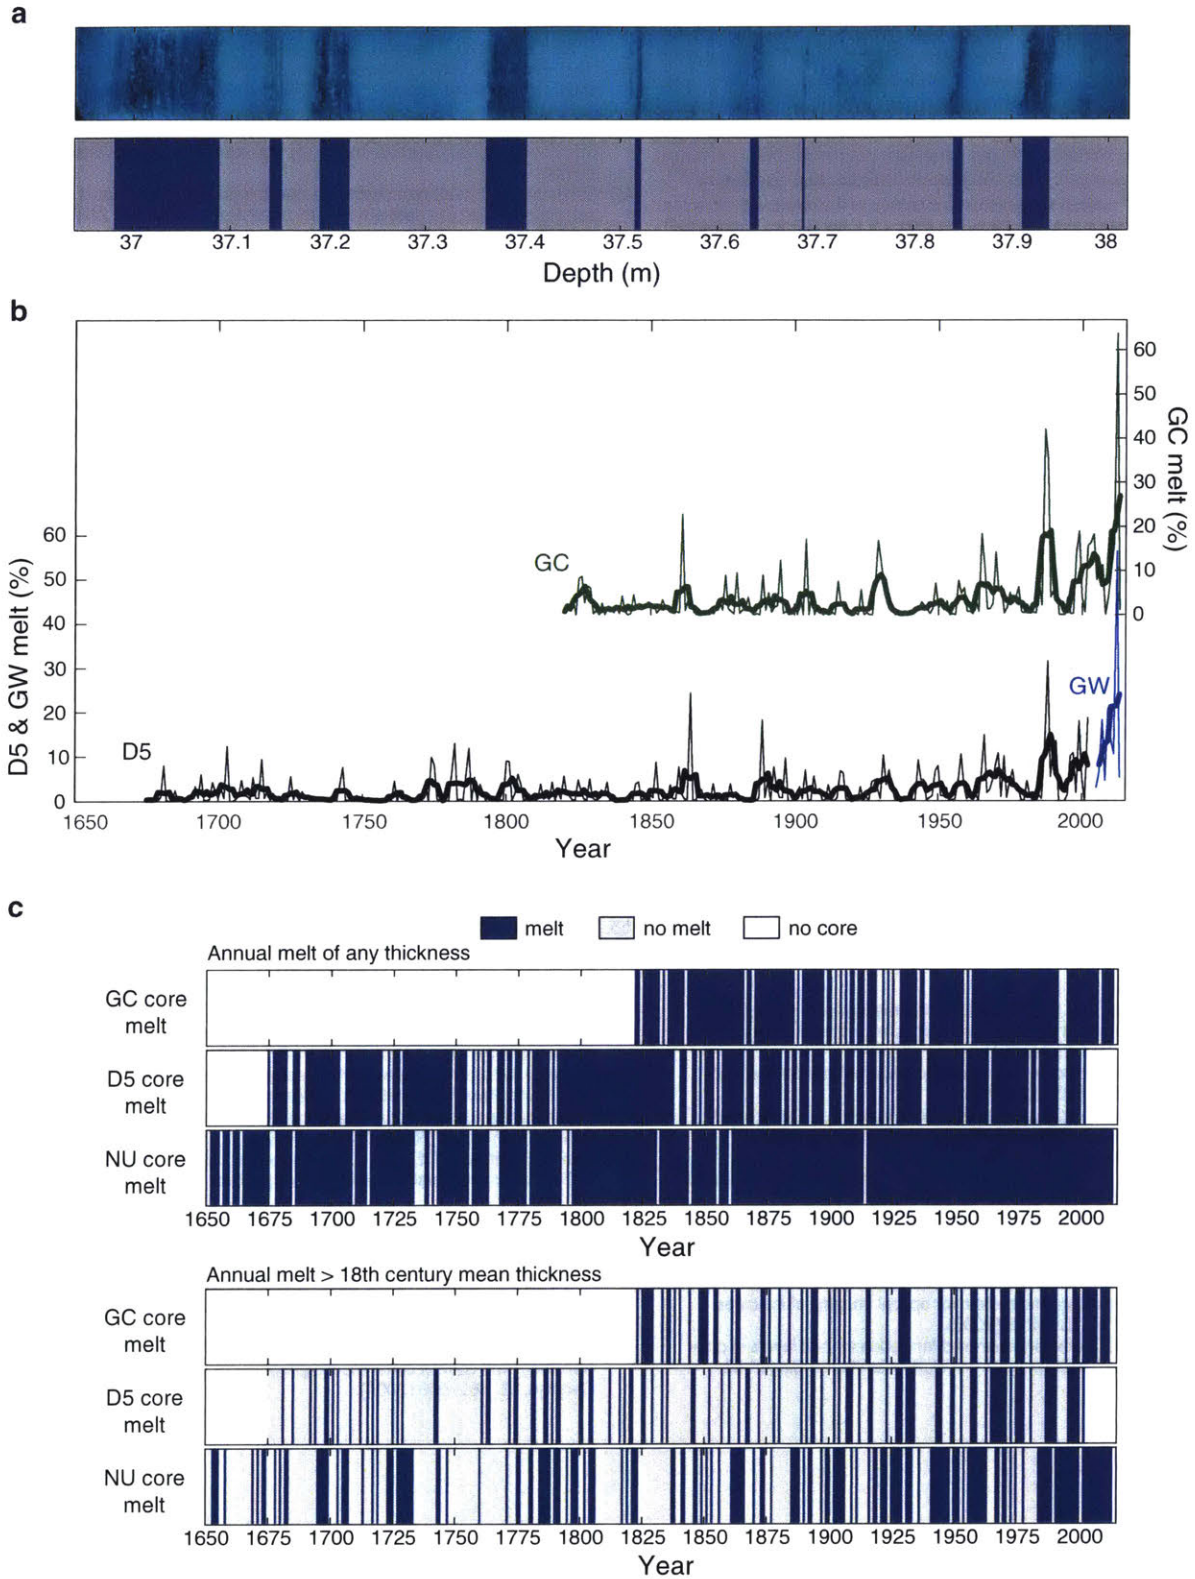 a
37 37.1 37.2 37.3 37.4 37.5 37.6 37.7 37.8 37.9 38
Depth (m)
b
60
50
40
30
20
10
0
D5 & GW melt (%)
D5
GC
GW
60
50
40
30
20
10
0
GC melt (%)
1650 1700 1750 1800 1850 1900 1950 2000
Year
c
melt no melt no core
Annual melt of any thickness
GC core
melt
D5 core
melt
NU core
melt
1650 1675 1700 1725 1750 1775 1800 1825 1850 1875 1900 1925 1950 1975 2000
Year
Annual melt > 18th century mean thickness
GC core
melt
D5 core
melt
NU core
melt
1650 1675 1700 1725 1750 1775 1800 1825 1850 1875 1900 1925 1950 1975 2000
Year